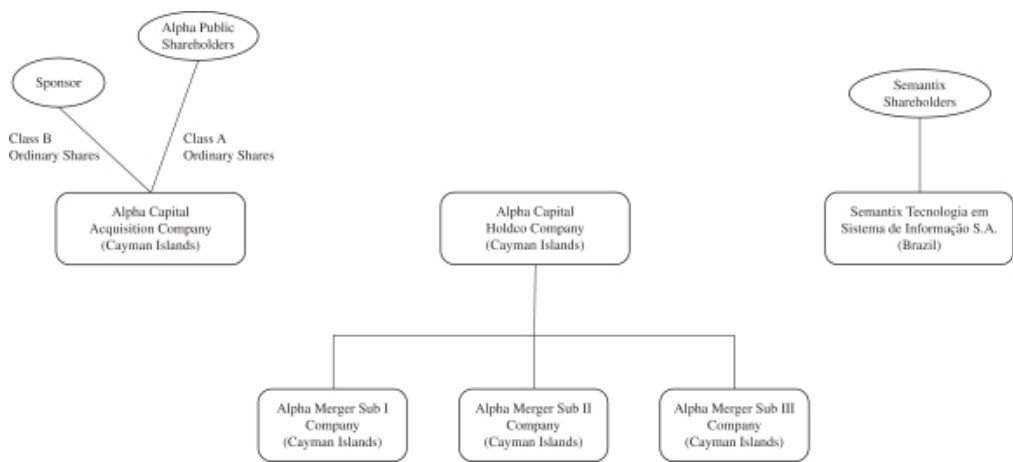 Alpha Public
Shareholders
Sponsor
Semantix
Shareholders
Class B
Ordinary Shares
Class A
Ordinary Shares
Alpha Capital
Acquisition Company
(Cayman Islands)
Alpha Capital
Holdco Company
(Cayman Islands)
Semantix Tecnologia em
Sistema de Informação S.A.
(Brazil)
Alpha Merger Sub I
Company
(Cayman Islands)
Alpha Merger Sub II
Company
(Cayman Islands)
Alpha Merger Sub III
Company
(Cayman Islands)